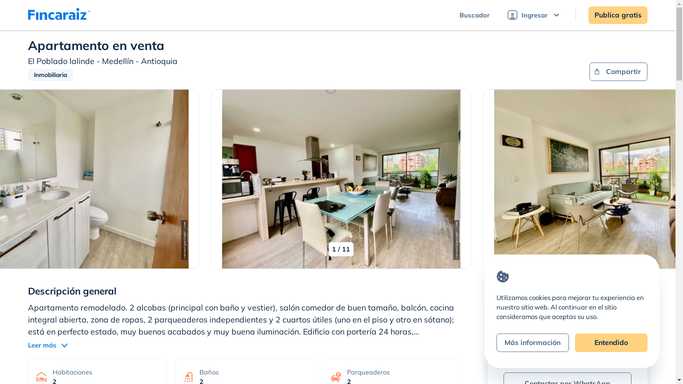 Fincaraiz
Buscador
Ingresar
Publica gratis
Apartamento en venta
El Poblado lalinde - Medellín - Antioquia
Inmobiliaria
Compartir
1 / 11
Descripción general
Apartamento remodelado. 2 alcobas (principal con baño y vestier), salón comedor de buen tamaño, balcón, cocina
integral abierta, zona de ropas, 2 parqueaderos independientes y 2 cuartos útiles (uno en el piso y otro en sótano);
está en perfecto estado, muy buenos acabados y muy buena iluminación. Edificio con portería 24 horas,...
Leer más
Utilizamos cookies para mejorar tu experiencia en
nuestro sitio web. Al continuar en el sitio
consideramos que aceptas su uso.
Más información
Entendido
Habitaciones
2
Baños
2
Parqueaderos
2
Contactar por WhatsApp